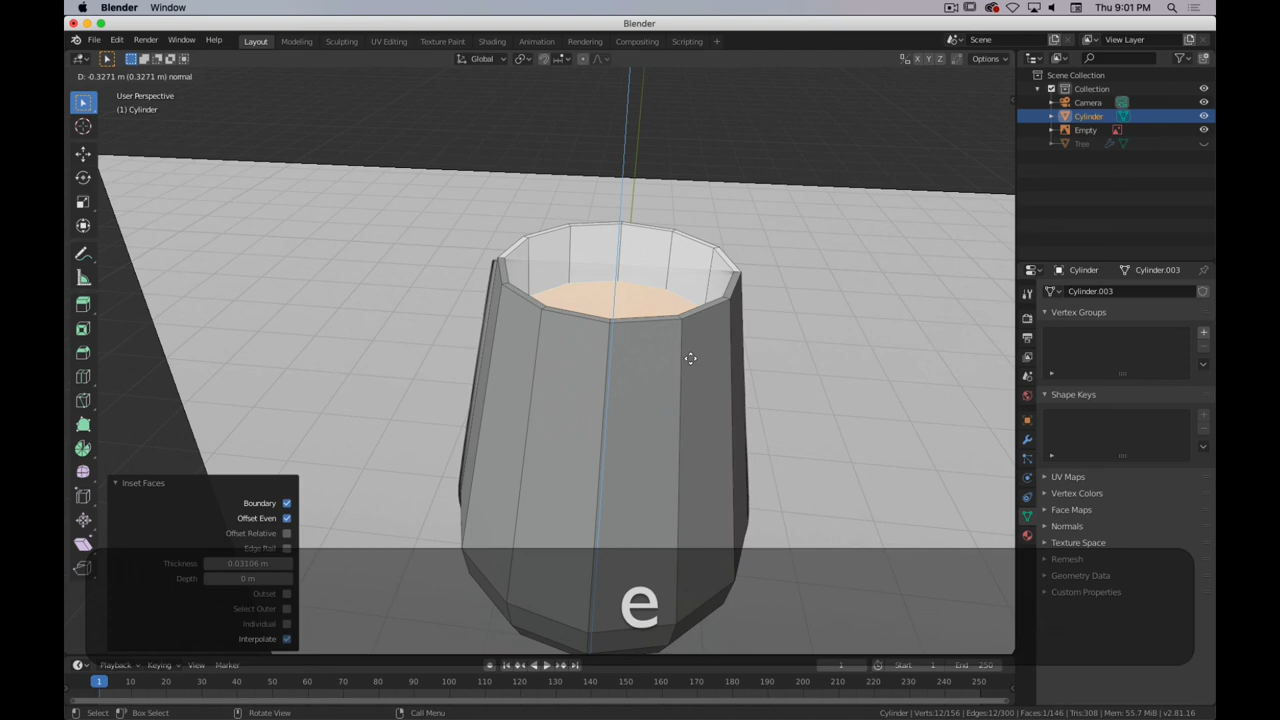 Blender Window Thu 9:01 PM
Blender
File Edit Render Window Help Layout Modeling Sculpting UV Editing Texture Paint Shading Animation Rendering Compositing Scripting + Scene View Layer
Global X Y Z Options
D: -0.3271 m (0.3271 m) normal
User Perspective
(1) Cylinder
Scene Collection
Collection
Camera
Cylinder
Empty
Tree
Cylinder Cylinder.003
Cylinder.003
Vertex Groups
Shape Keys
UV Maps
Vertex Colors
Face Maps
Normals
Texture Space
Remesh
Geometry Data
Custom Properties
Inset Faces
Boundary
Offset Even
Offset Relative
Edge Rail
Thickness 0.03106 m
Depth 0 m
Outset
Select Outer
Individual
Interpolate
e
Playback Keying View Marker 1 Start 1 End 250
1 10 20 30 40 50 60 70 80 90 100 110 120 130 140 150 160 170 180 190 200 210 220 230 240 250
Select Box Select Rotate View Call Menu Cylinder | Verts:12/156 | Edges:12/300 | Faces:1/146 | Tris:308 | Mem: 55.7 MiB | v2.81.16